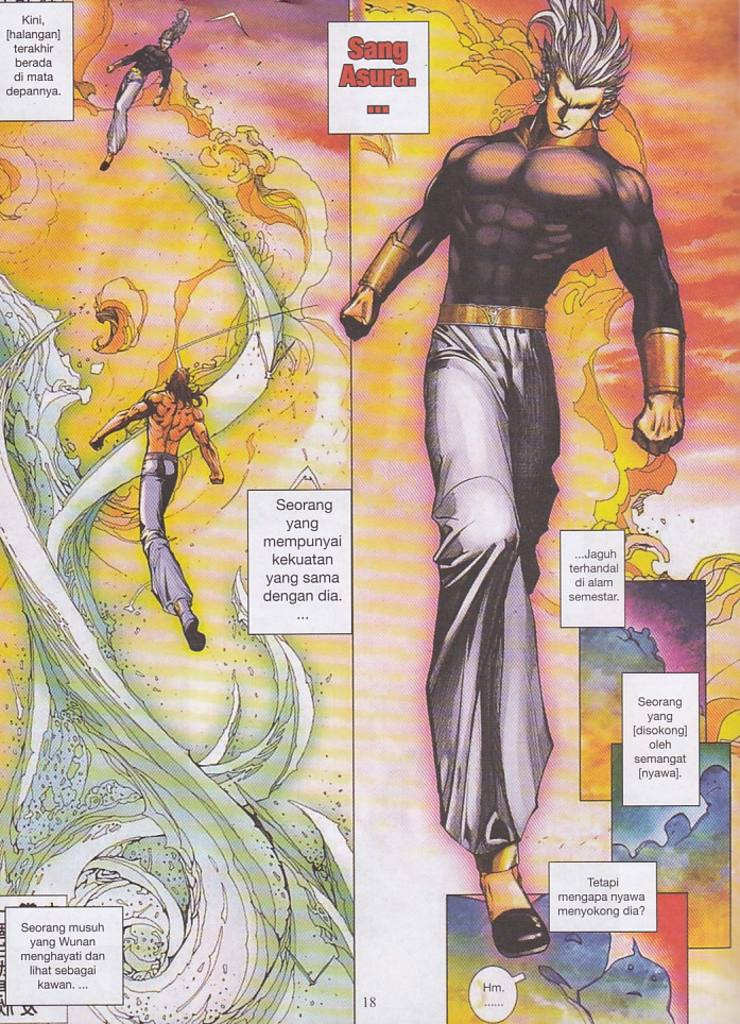 Kini,
[halangan]
terakhir
berada
di mata
depannya.
Seorang
yang
mempunyai
kekuatan
yang sama
dengan dia.
...
Seorang musuh
yang Wunan
menghayati dan
lihat sebagai
kawan. ...
Sang
Asura.
...
...Jaguh
terhandal
di alam
semestar.
Seorang
yang
[disokong]
oleh
semangat
[nyawa].
Tetapi
mengapa nyawa
menyokong dia?
Hm.
......
18